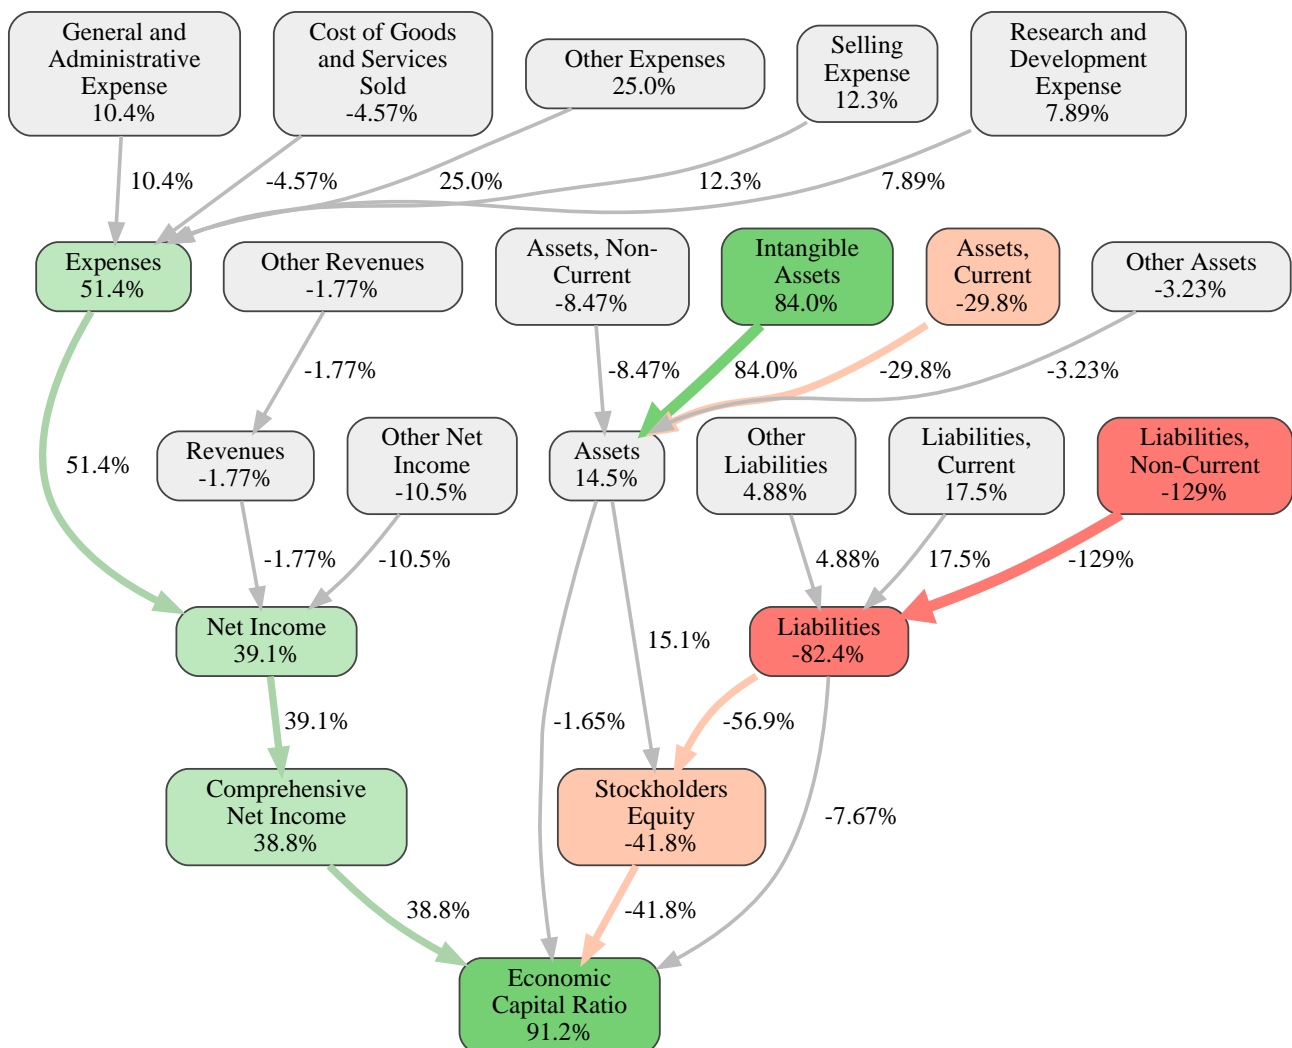 General and
Administrative
Expense
10.4%
Cost of Goods
and Services
Sold
-4.57%
Other Expenses
25.0%
Selling
Expense
12.3%
Research and
Development
Expense
7.89%
10.4%
-4.57%
25.0%
12.3%
7.89%
Expenses
51.4%
Other Revenues
-1.77%
Assets, Non-
Current
-8.47%
Intangible
Assets
84.0%
Assets,
Current
-29.8%
Other Assets
-3.23%
-1.77%
-8.47%
84.0%
-29.8%
-3.23%
51.4%
Revenues
-1.77%
Other Net
Income
-10.5%
Assets
14.5%
Other
Liabilities
4.88%
Liabilities,
Current
17.5%
Liabilities,
Non-Current
-129%
-1.77%
-10.5%
4.88%
17.5%
-129%
Net Income
39.1%
15.1%
Liabilities
-82.4%
39.1%
-1.65%
-56.9%
Comprehensive
Net Income
38.8%
Stockholders
Equity
-41.8%
-7.67%
38.8%
-41.8%
Economic
Capital Ratio
91.2%